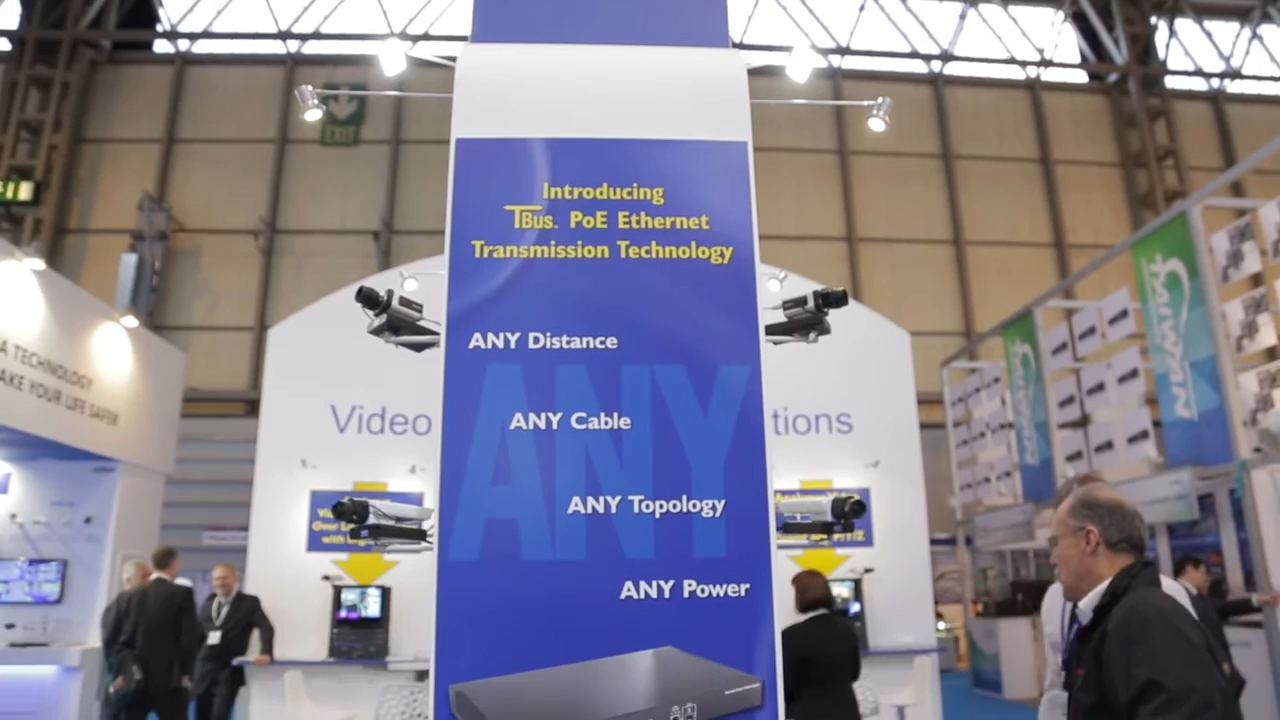 EXIT
Introducing
TBus. PoE Ethernet
Transmission Technology
ANY Distance
ANY
ANY Cable
ANY Topology
ANY Power
Video
tions
A TECHNOLOGY
AKE YOUR LIFE SAFER